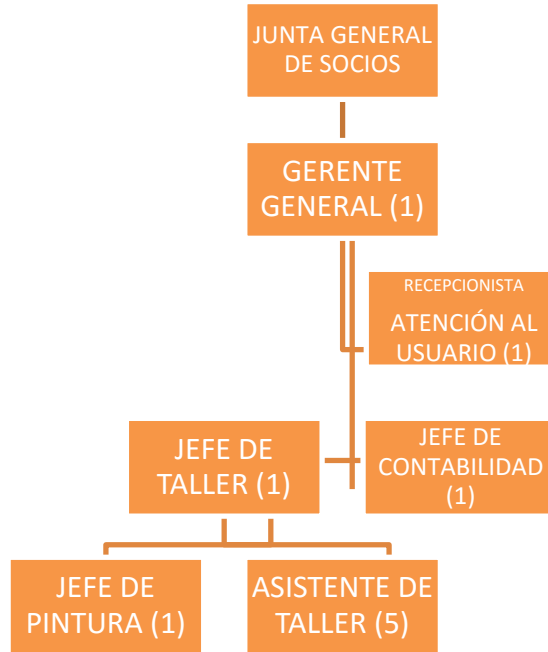 JUNTA GENERAL
DE SOCIOS
GERENTE
GENERAL (1)
RECEPCIONISTA
ATENCIÓN AL
USUARIO (1)
JEFE DE
TALLER (1)
JEFE DE
CONTABILIDAD
(1)
JEFE DE
PINTURA (1)
ASISTENTE DE
TALLER (5)